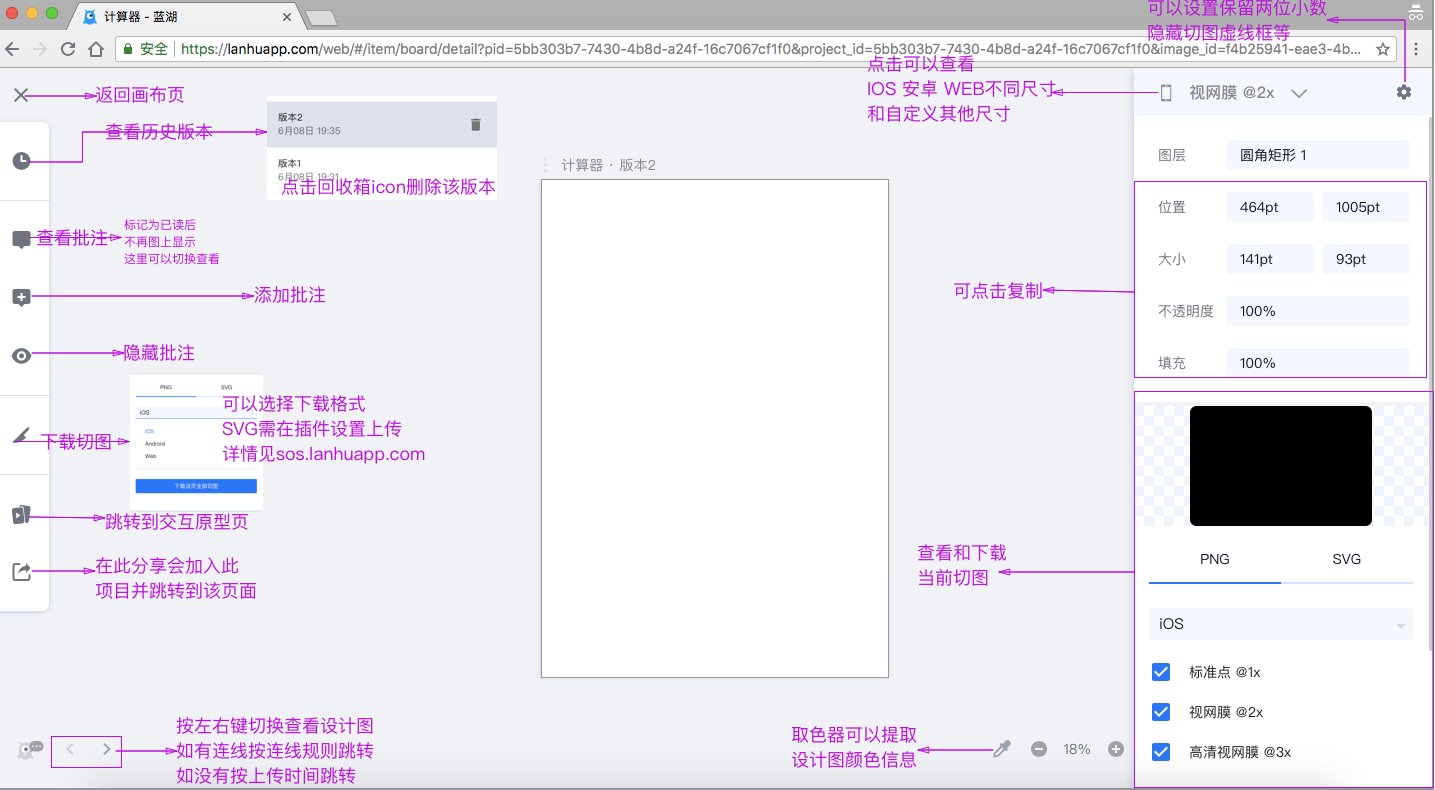 计算器 - 蓝湖
安全
https://lanhuapp.com/web/#/item/board/detail?pid=5bb303b7-7430-4b8d-a24f-16c7067cf1f0&project_id=5bb303b7-7430-4b8d-a24f-16c7067cf1f0&image_id=f4b25941-eae3-4b...
可以设置保留两位小数
隐藏切图虚线框等
点击可以查看
IOS 安卓 WEB不同尺寸
和自定义其他尺寸
视网膜 @2x
返回画布页
查看历史版本
版本2
6月08日 19:35
版本1
6月08日 19:31
点击回收箱icon删除该版本
查看批注
标记为已读后
不再图上显示
这里可以切换查看
添加批注
隐藏批注
下载切图
PNG
SVG
iOS
iOS
Android
Web
下载该页全部切图
可以选择下载格式
SVG需在插件设置上传
详情见sos.lanhuapp.com
跳转到交互原型页
在此分享会加入此
项目并跳转到该页面
计算器 · 版本2
图层
圆角矩形 1
位置
464pt
1005pt
大小
141pt
93pt
不透明度
100%
填充
100%
可点击复制
查看和下载
当前切图
PNG
SVG
iOS
标准点 @1x
视网膜 @2x
高清视网膜 @3x
按左右键切换查看设计图
如有连线按连线规则跳转
如没有按上传时间跳转
取色器可以提取
设计图颜色信息
18%